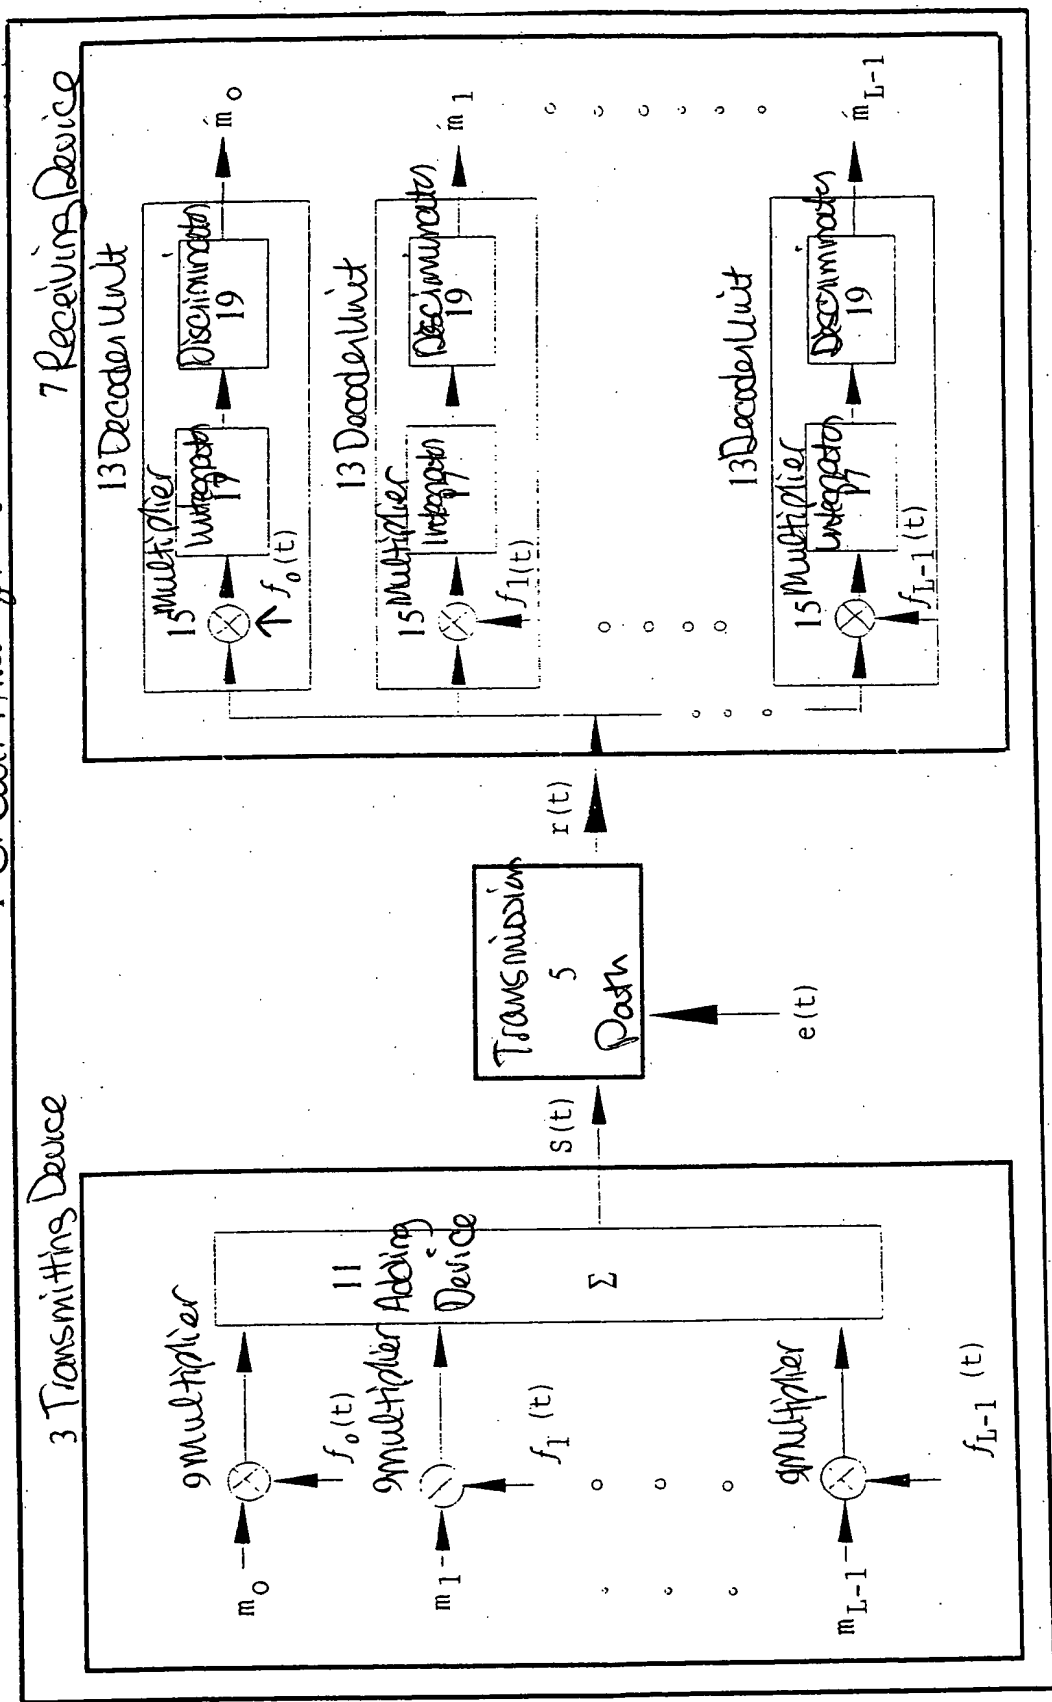 3 Transmitting Device
9 Multiplier
m0
f0(t)
9 Multiplier
m1
f1(t)
9 Multiplier
mL-1
fL-1(t)
11
Adding
Device
Σ
S(t)
Transmission
5
Path
e(t)
r(t)
7 Receiving Device
13 Decoder Unit
15 Multiplier
f0(t)
Integrator
17
Discriminator
19
m̂0
13 Decoder Unit
15 Multiplier
f1(t)
Integrator
17
Discriminator
19
m̂1
13 Decoder Unit
15 Multiplier
fL-1(t)
Integrator
17
Discriminator
19
m̂L-1